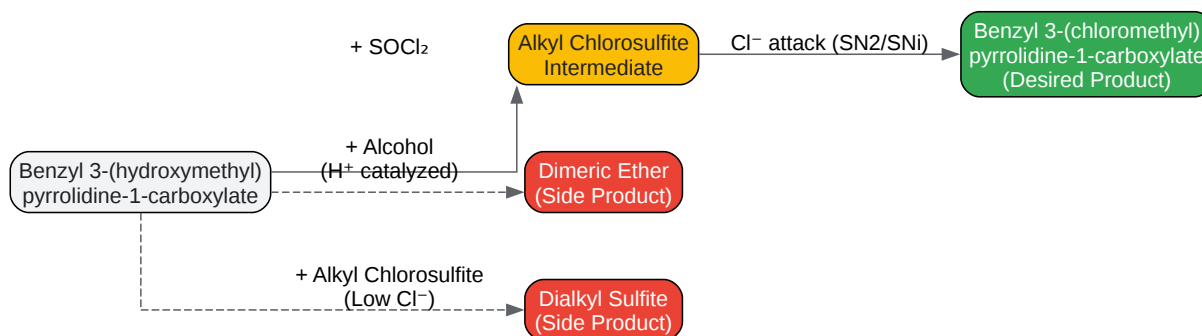 + SOCl₂
Alkyl Chlorosulfite
Intermediate
Cl⁻ attack (SN2/SNi)
Benzyl 3-(chloromethyl)
pyrrolidine-1-carboxylate
(Desired Product)
Benzyl 3-(hydroxymethyl)
pyrrolidine-1-carboxylate
+ Alcohol
(H⁺ catalyzed)
Dimeric Ether
(Side Product)
+ Alkyl Chlorosulfite
(Low Cl⁻)
Dialkyl Sulfite
(Side Product)